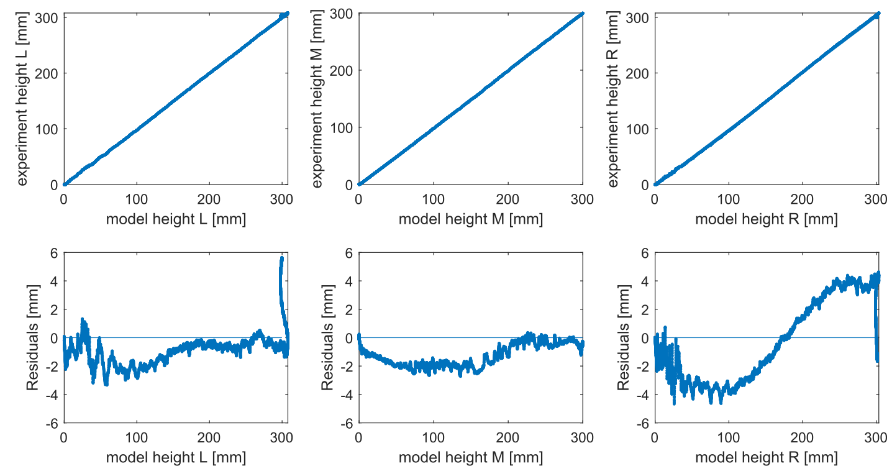 experiment height L [mm]
300
200
100
0
0 100 200 300
model height L [mm]
experiment height M [mm]
300
200
100
0
0 100 200 300
model height M [mm]
experiment height R [mm]
300
200
100
0
0 100 200 300
model height R [mm]
Residuals [mm]
6
4
2
0
-2
-4
-6
0 100 200 300
model height L [mm]
Residuals [mm]
6
4
2
0
-2
-4
-6
0 100 200 300
model height M [mm]
Residuals [mm]
6
4
2
0
-2
-4
-6
0 100 200 300
model height R [mm]